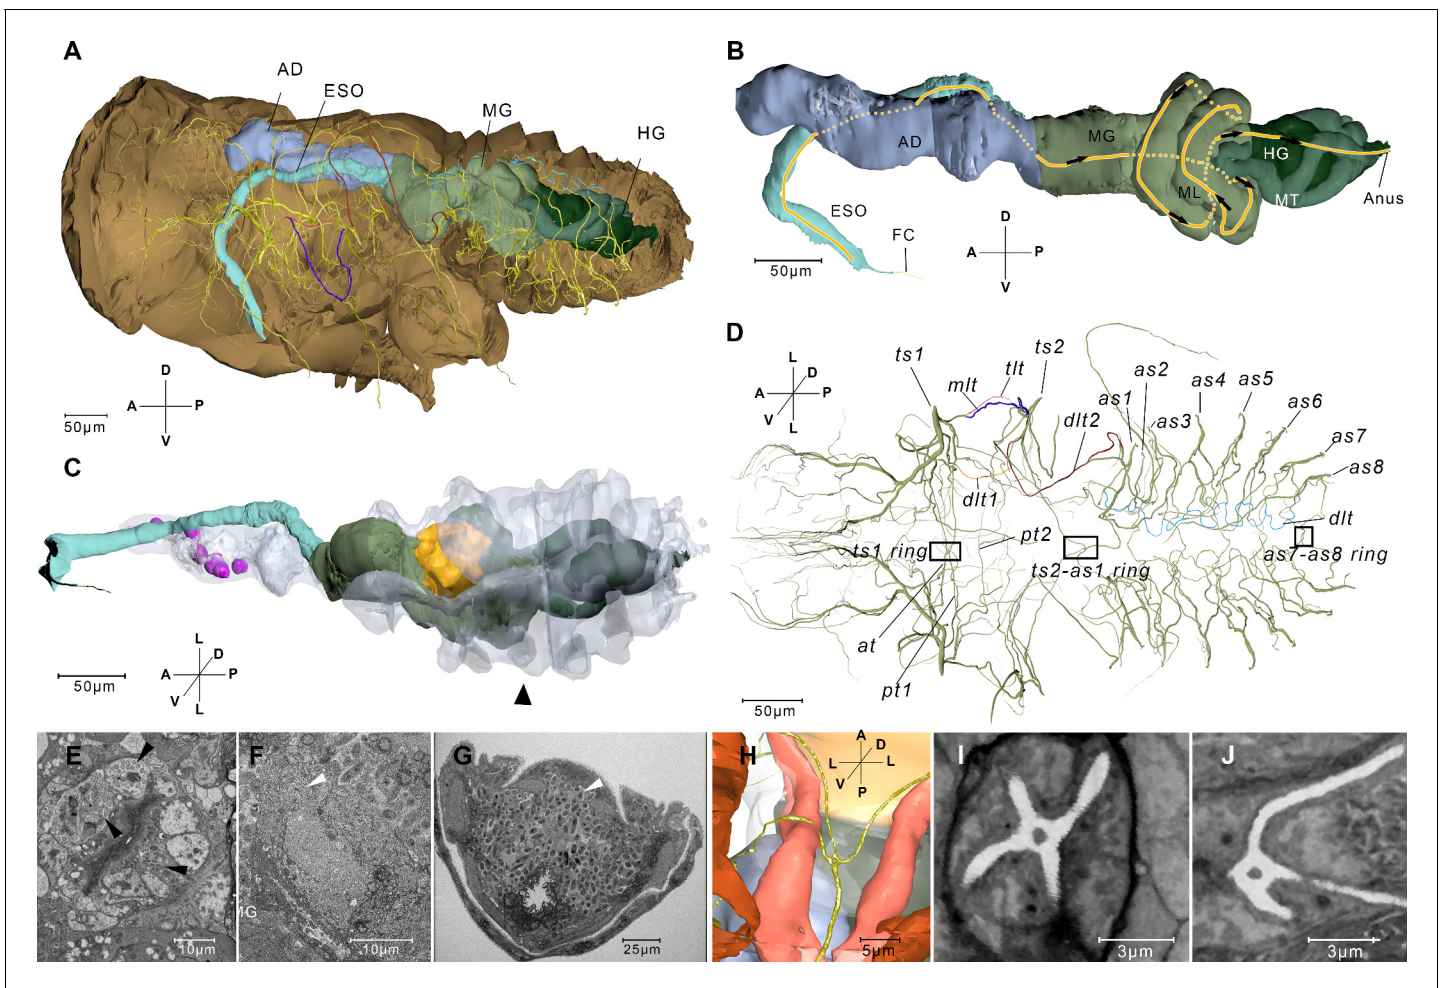 A
AD
ESO
MG
HG
D
A P
V
50µm
B
AD
MG
HG
ML
MT
Anus
ESO
FC
D
A P
V
50µm
C
L
D
A P
V
L
50µm
D
L
D
A P
V
L
ts1
mlt
tlt
ts2
as1
as2
as3
as4
as5
as6
as7
as8
dlt2
dlt1
dlt
ts1 ring
pt2
ts2-as1 ring
as7-as8 ring
at
pt1
50µm
E
10µm
F
MG
10µm
G
25µm
H
A
D
L L
V
P
5µm
I
3µm
J
3µm